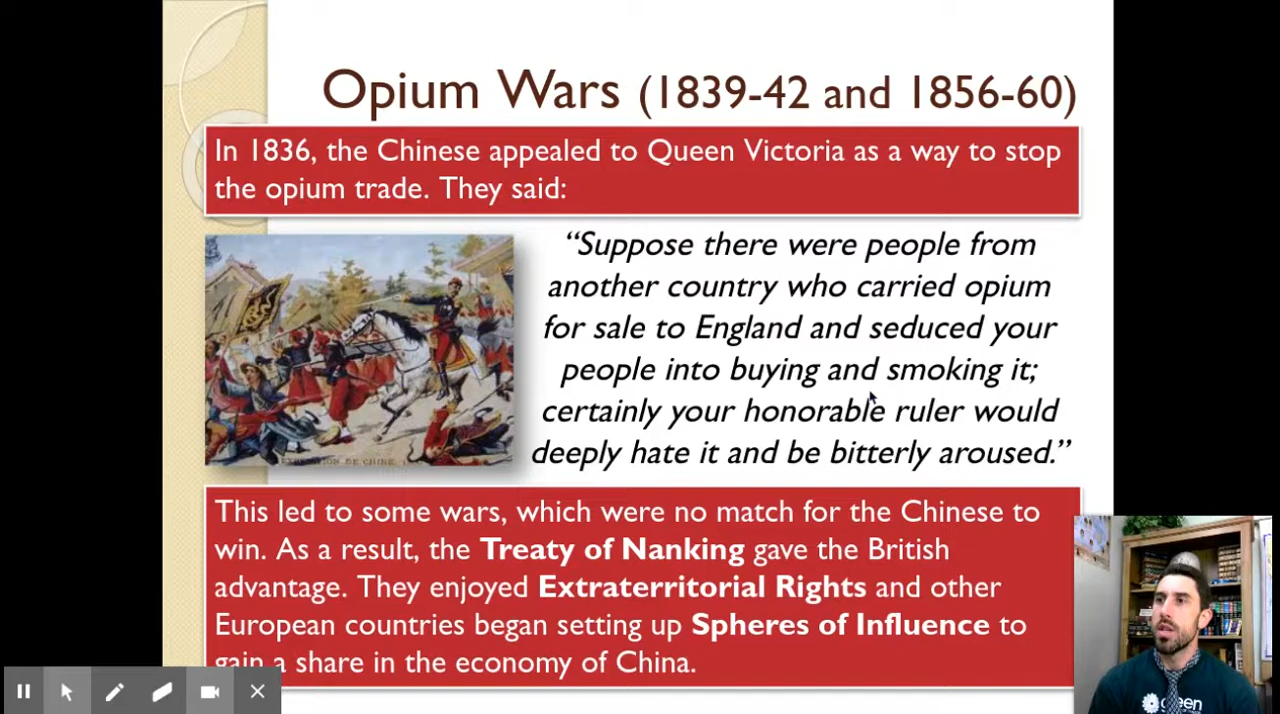 Opium Wars (1839-42 and 1856-60)
In 1836, the Chinese appealed to Queen Victoria as a way to stop
the opium trade. They said:
“Suppose there were people from
another country who carried opium
for sale to England and seduced your
people into buying and smoking it;
certainly your honorable ruler would
deeply hate it and be bitterly aroused.”
EXPEDITION DE CHINE
This led to some wars, which were no match for the Chinese to
win. As a result, the Treaty of Nanking gave the British
advantage. They enjoyed Extraterritorial Rights and other
European countries began setting up Spheres of Influence to
gain a share in the economy of China.